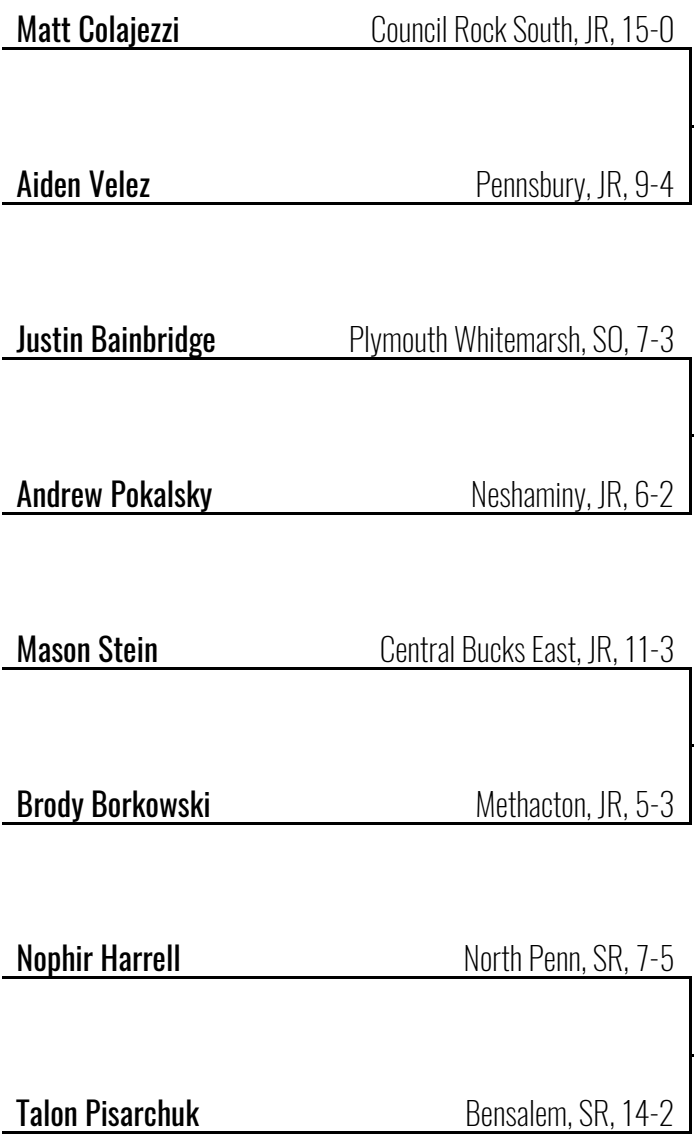 Matt Colajezzi Council Rock South, JR, 15-0
Aiden Velez Pennsbury, JR, 9-4
Justin Bainbridge Plymouth Whitemarsh, SO, 7-3
Andrew Pokalsky Neshaminy, JR, 6-2
Mason Stein Central Bucks East, JR, 11-3
Brody Borkowski Methacton, JR, 5-3
Nophir Harrell North Penn, SR, 7-5
Talon Pisarchuk Bensalem, SR, 14-2